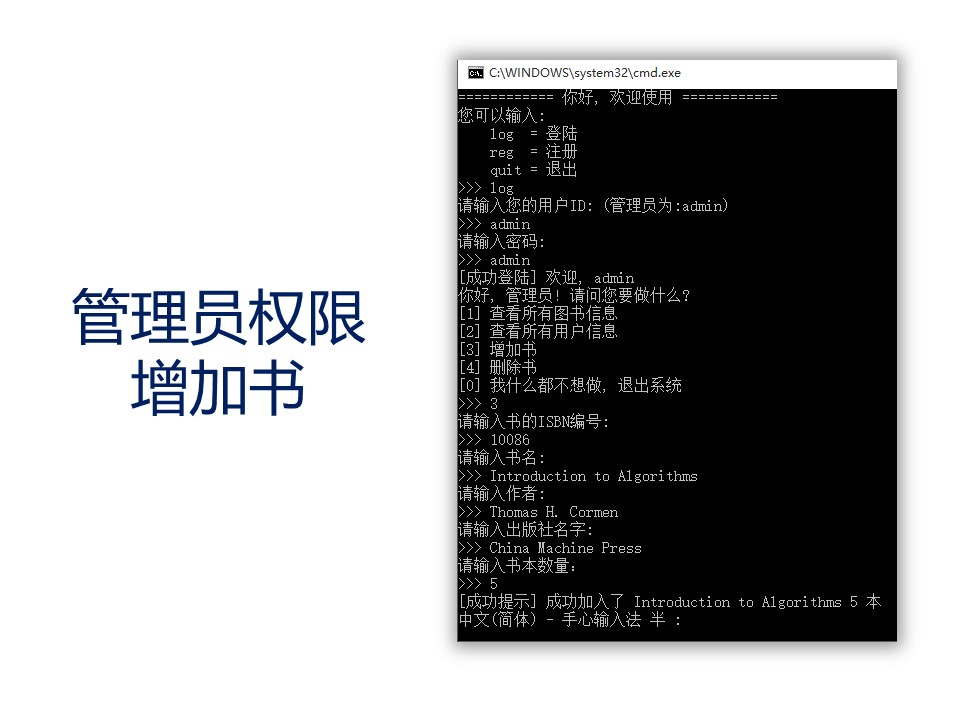 管理员权限
增加书
C:\WINDOWS\system32\cmd.exe
============ 你好, 欢迎使用 ============
您可以输入:
log = 登陆
reg = 注册
quit = 退出
>>> log
请输入您的用户ID: (管理员为:admin)
>>> admin
请输入密码:
>>> admin
[成功登陆] 欢迎, admin
你好, 管理员! 请问您要做什么?
[1] 查看所有图书信息
[2] 查看所有用户信息
[3] 增加书
[4] 删除书
[0] 我什么都不想做, 退出系统
>>> 3
请输入书的ISBN编号:
>>> 10086
请输入书名:
>>> Introduction to Algorithms
请输入作者:
>>> Thomas H. Cormen
请输入出版社名字:
>>> China Machine Press
请输入书本数量:
>>> 5
[成功提示] 成功加入了 Introduction to Algorithms 5 本
中文(简体) - 手心输入法 半 :